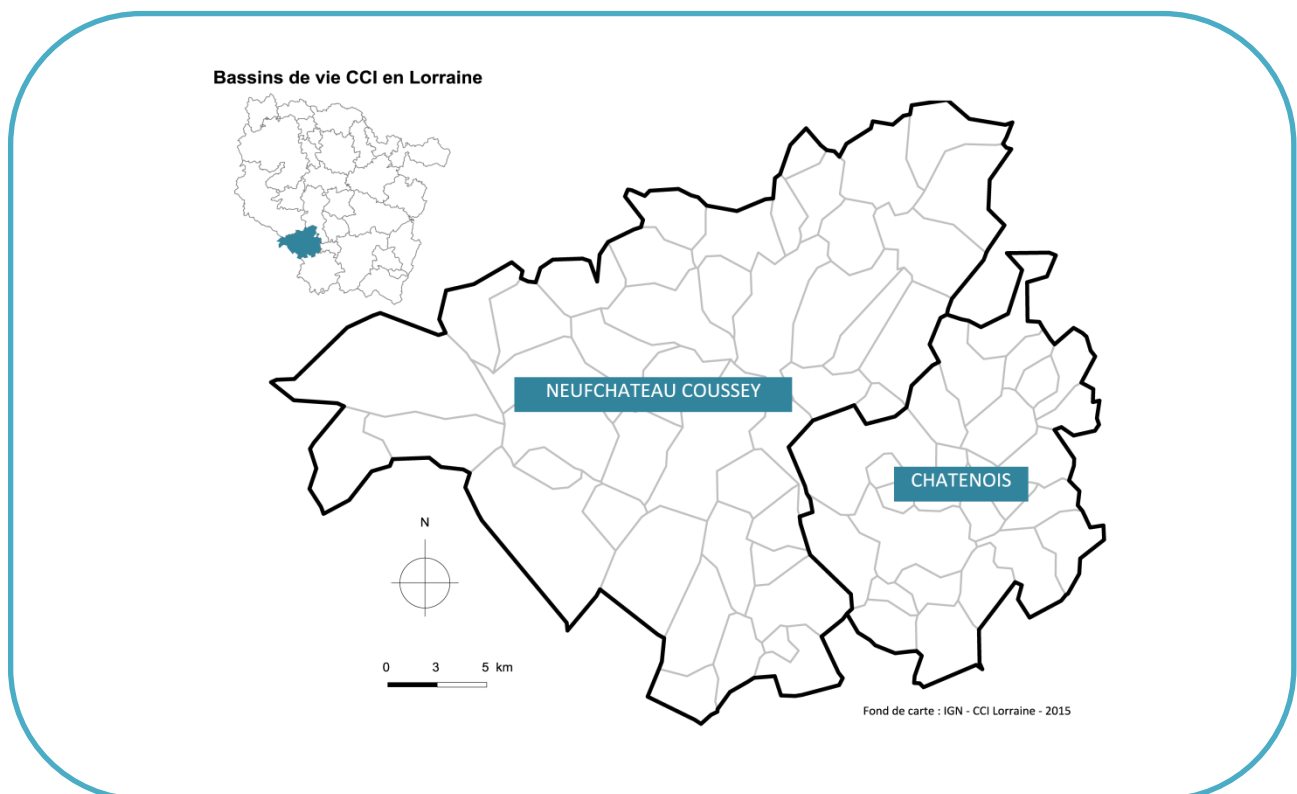 Bassins de vie CCI en Lorraine
NEUFCHATEAU COUSSEY
CHATENOIS
N
0 3 5 km
Fond de carte : IGN - CCI Lorraine - 2015